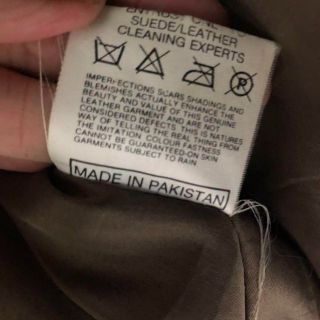 SUEDE/LEATHER
CLEANING EXPERTS
P
IMPERFECTIONS SCARS SHADINGS AND
BLEMISHES ACTUALLY ENHANCE THE
BEAUTY AND VALUE OF THIS GENUINE
LEATHER GARMENT AND ARE NOT
CONSIDERED DEFECTS THIS IS NATURES
WAY OF TELLING THE REAL THING FROM
THE IMITATION. COLOUR FASTNESS
CANNOT BE GUARANTEED-ON SKIN
GARMENTS SUBJECT TO RAIN
MADE IN PAKISTAN